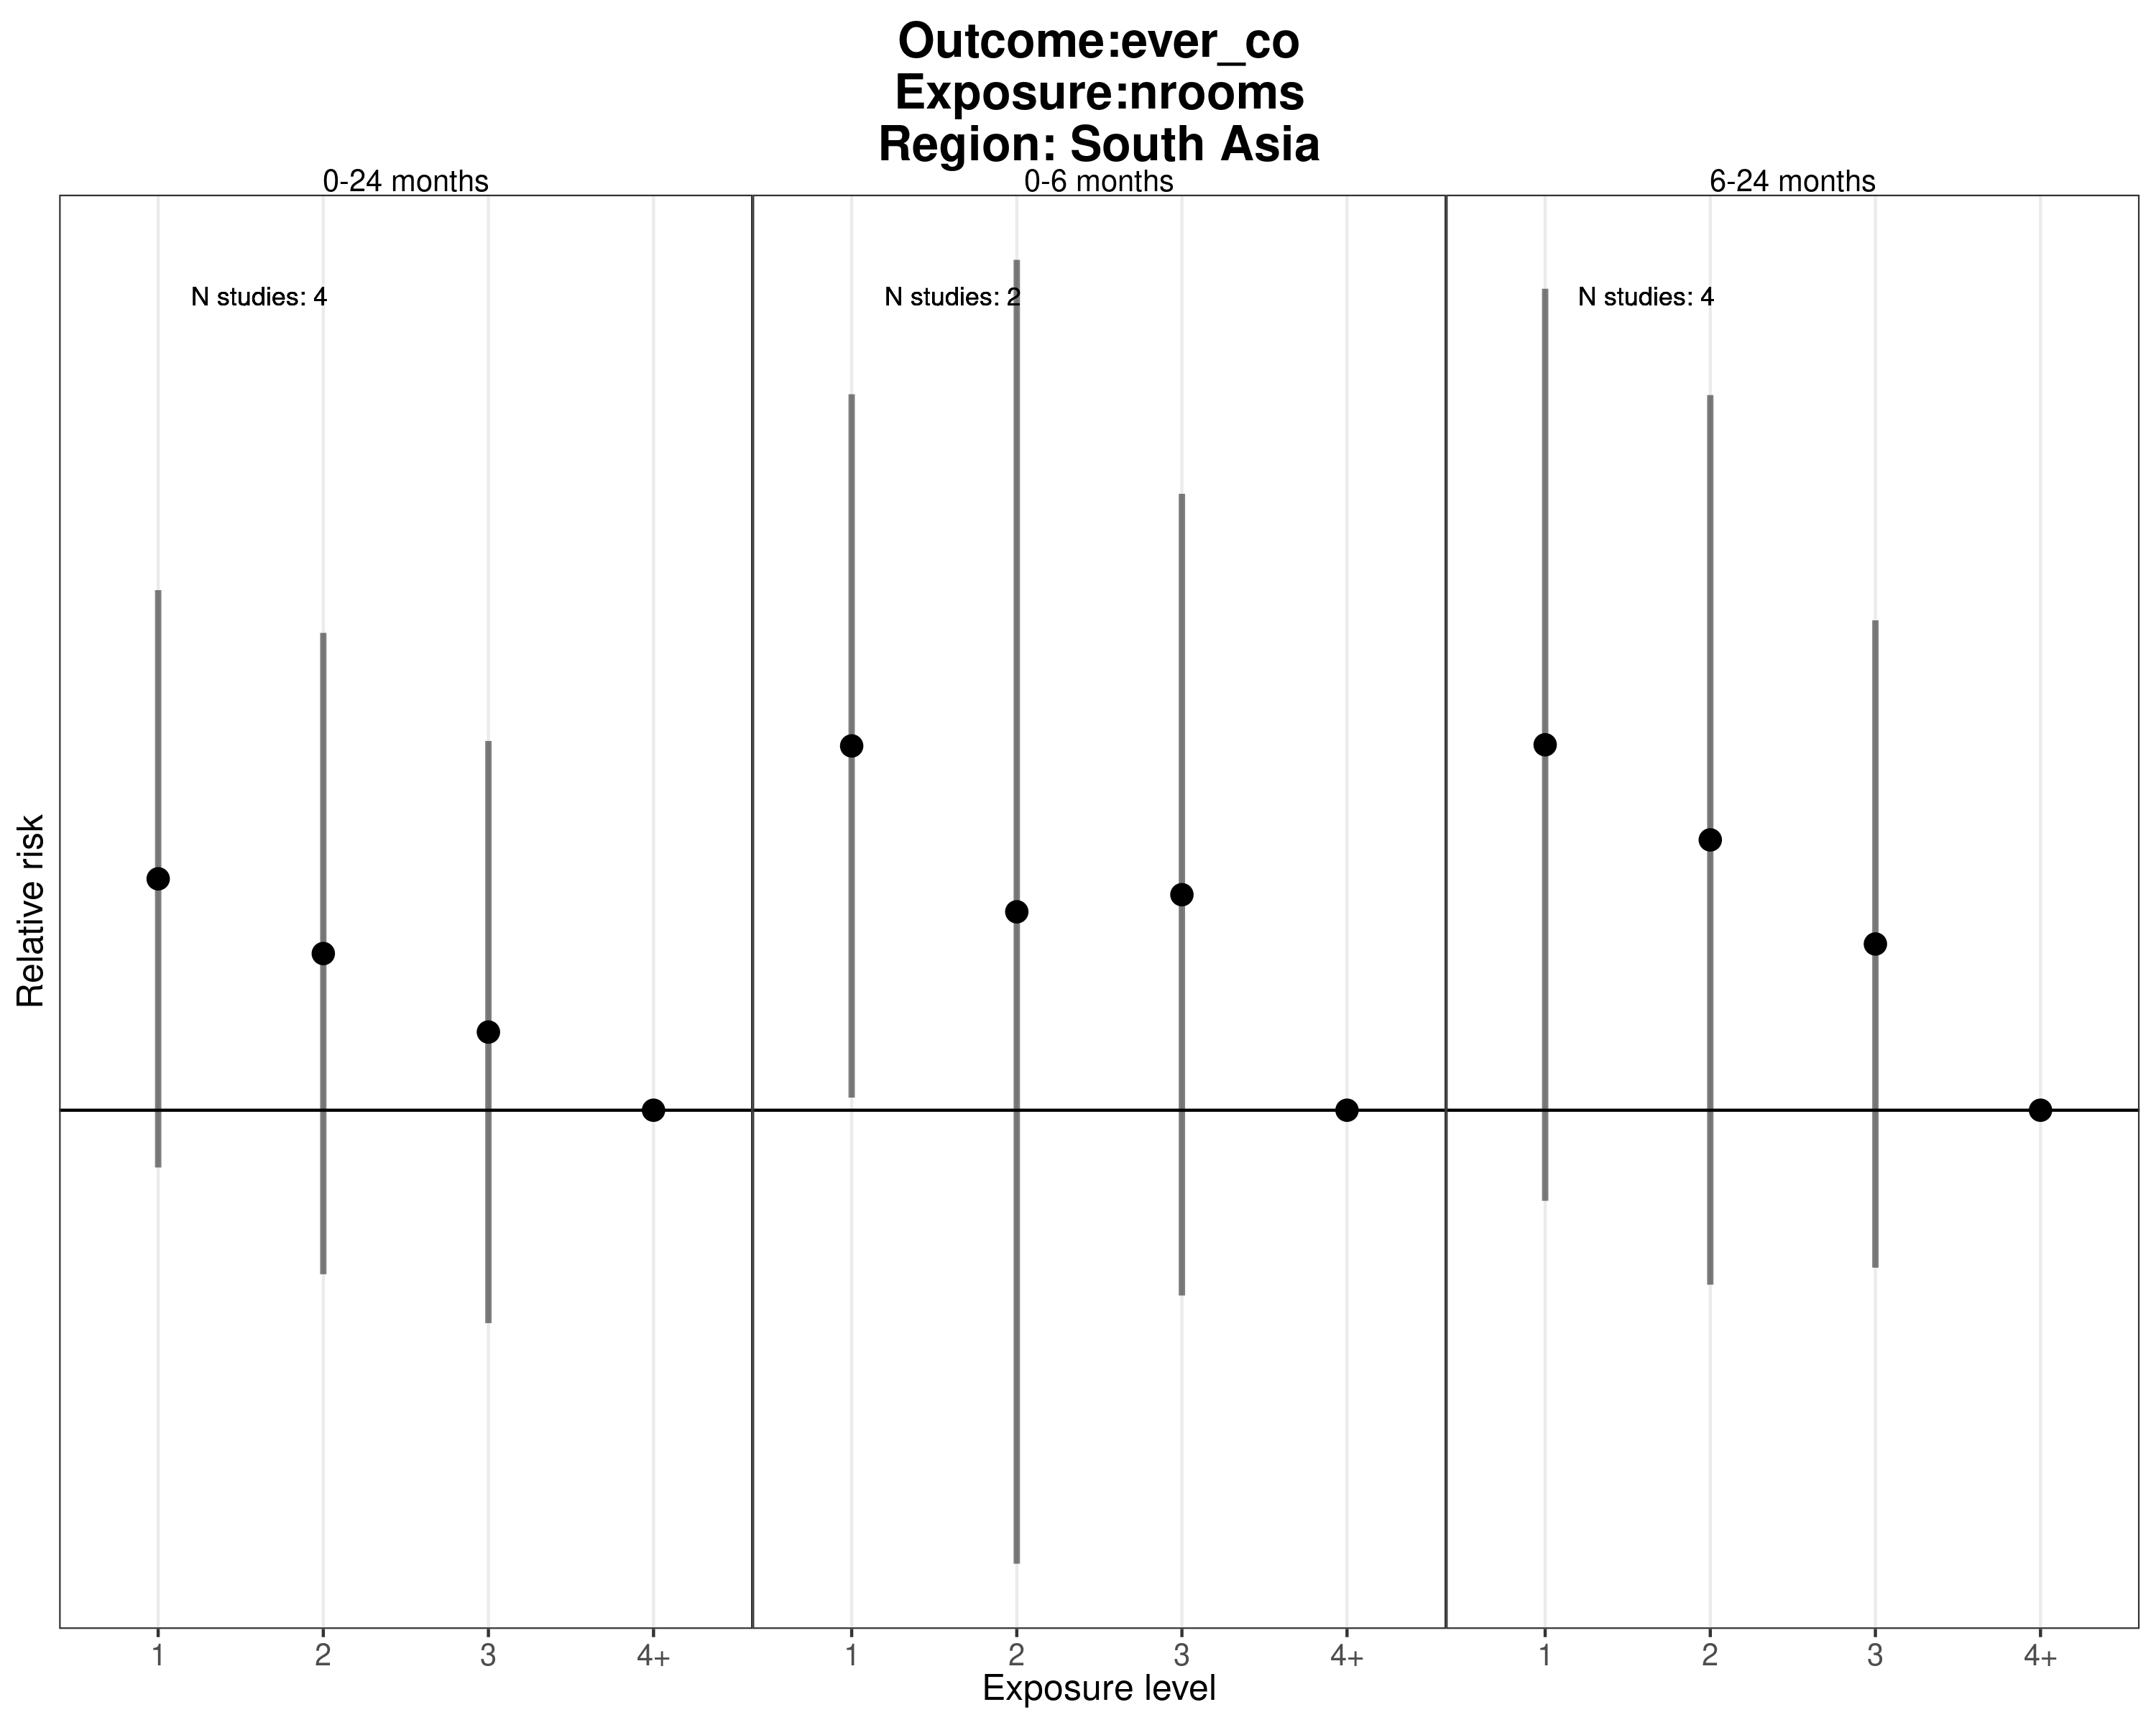 Outcome:ever_co
Exposure:nrooms
Region: South Asia
0-24 months
0-6 months
6-24 months
N studies: 4
N studies: 2
N studies: 4
Relative risk
1 2 3 4+
1 2 3 4+
1 2 3 4+
Exposure level